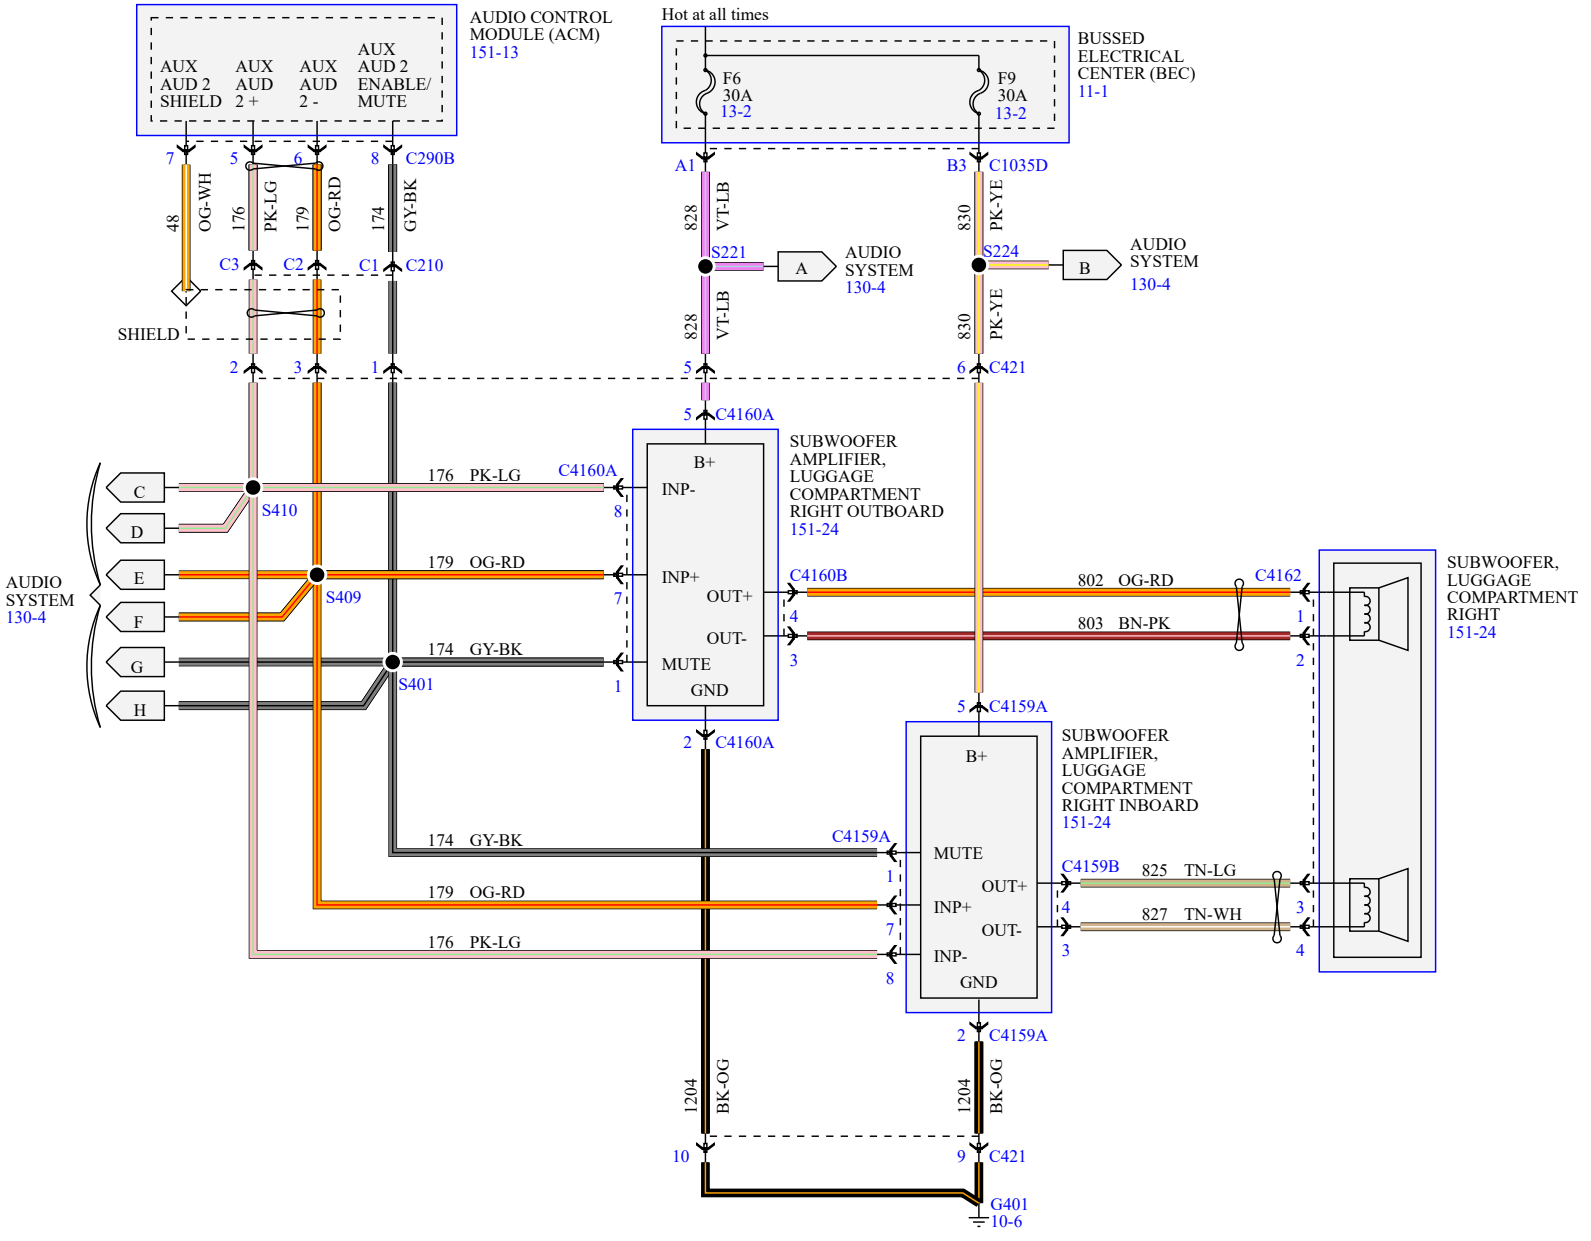 Hot at all times
AUDIO CONTROL
MODULE (ACM)
151-13
AUX
AUD 2
SHIELD
AUX
AUD
2 +
AUX
AUD
2 -
AUX
AUD 2
ENABLE/
MUTE
BUSSED
ELECTRICAL
CENTER (BEC)
11-1
F6
30A
13-2
F9
30A
13-2
7
5
6
8
C290B
A1
B3
C1035D
48
OG-WH
176
PK-LG
179
OG-RD
174
GY-BK
828
VT-LB
830
PK-YE
C3
C2
C1
C210
S221
A
AUDIO
SYSTEM
130-4
S224
B
AUDIO
SYSTEM
130-4
SHIELD
828
VT-LB
830
PK-YE
2
3
1
5
6
C421
5
C4160A
SUBWOOFER
AMPLIFIER,
LUGGAGE
COMPARTMENT
RIGHT OUTBOARD
151-24
B+
C
176 PK-LG
C4160A
INP-
8
S410
D
E
179 OG-RD
INP+
7
S409
F
AUDIO
SYSTEM
130-4
G
174 GY-BK
MUTE
1
S401
H
GND
OUT+
OUT-
C4160B
4
3
802 OG-RD
803 BN-PK
C4162
1
2
SUBWOOFER,
LUGGAGE
COMPARTMENT
RIGHT
151-24
2
C4160A
5
C4159A
SUBWOOFER
AMPLIFIER,
LUGGAGE
COMPARTMENT
RIGHT INBOARD
151-24
B+
174 GY-BK
C4159A
MUTE
1
179 OG-RD
INP+
7
176 PK-LG
INP-
8
OUT+
OUT-
GND
C4159B
4
3
825 TN-LG
827 TN-WH
3
4
2
C4159A
1204
BK-OG
1204
BK-OG
10
9
C421
G401
10-6